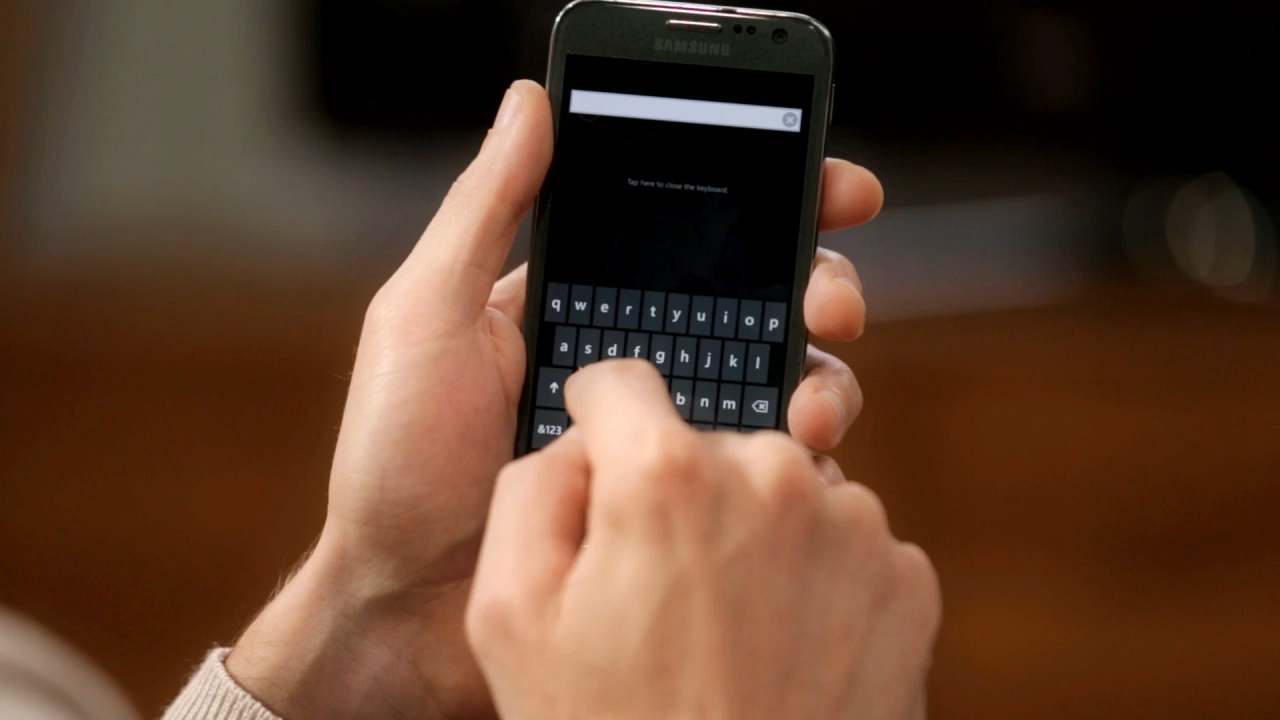 SAMSUNG
Tap here to close the keyboard.
q w e r t y u i o p
a s d f g h j k l
b n m
&123